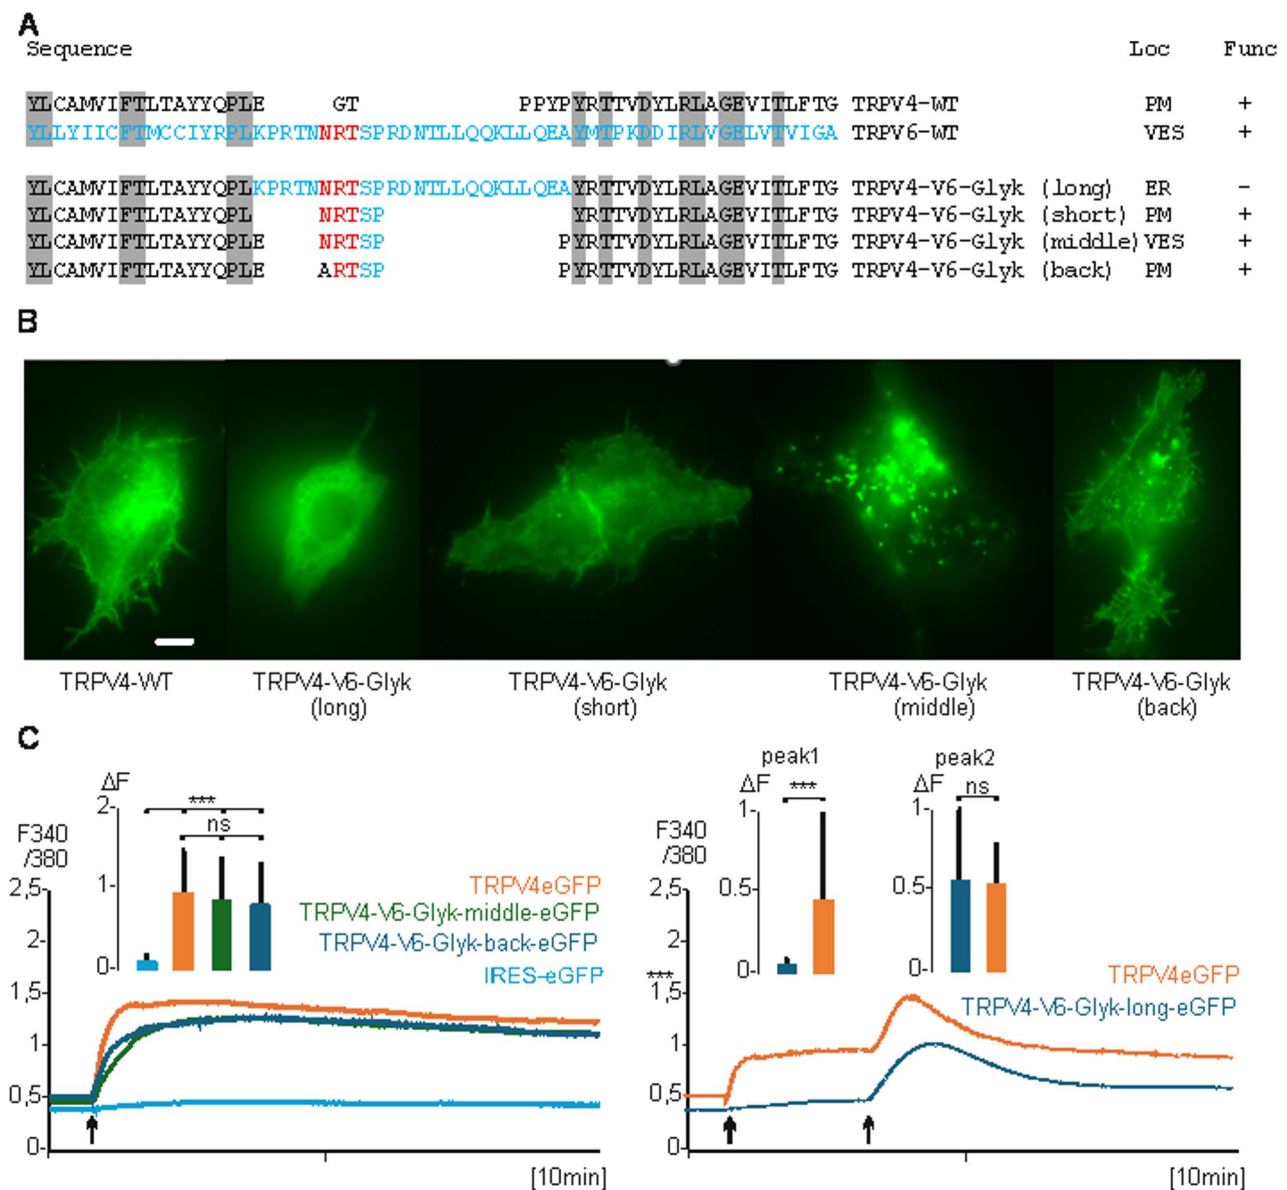 A
Sequence Loc Func
YLCAMVIFTLTAYYQPLE GT PPYPYRTTVDYLRLAGEVITLFTG TRPV4-WT PM +
YLLYIICFTMCCIYRPLKPRTNNRTSPRDNTLLQQKLLQEAYMTPKDDIRLVGELVTVIGA TRPV6-WT VES +
YLCAMVIFTLTAYYQPLKPRTNNRTSPRDNTLLQQKLLQEAYRTTVDYLRLAGEVITLFTG TRPV4-V6-Glyk (long) ER -
YLCAMVIFTLTAYYQPL NRTSP YRTTVDYLRLAGEVITLFTG TRPV4-V6-Glyk (short) PM +
YLCAMVIFTLTAYYQPLE NRTSP PYRTTVDYLRLAGEVITLFTG TRPV4-V6-Glyk (middle) VES +
YLCAMVIFTLTAYYQPLE ARTSP PYRTTVDYLRLAGEVITLFTG TRPV4-V6-Glyk (back) PM +
B
TRPV4-WT TRPV4-V6-Glyk TRPV4-V6-Glyk TRPV4-V6-Glyk TRPV4-V6-Glyk
(long) (short) (middle) (back)
C
ΔF
2-
1-
0-
***
ns
F340
/380
2,5-
2-
1,5-
1-
0,5-
0-
TRPV4eGFP
TRPV4-V6-Glyk-middle-eGFP
TRPV4-V6-Glyk-back-eGFP
IRES-eGFP
[10min]
peak1
ΔF
***
1-
0.5-
0-
peak2
ΔF
ns
1-
0.5-
0-
F340
/380
2,5-
2-
***
1,5-
1-
0,5-
0-
TRPV4eGFP
TRPV4-V6-Glyk-long-eGFP
[10min]